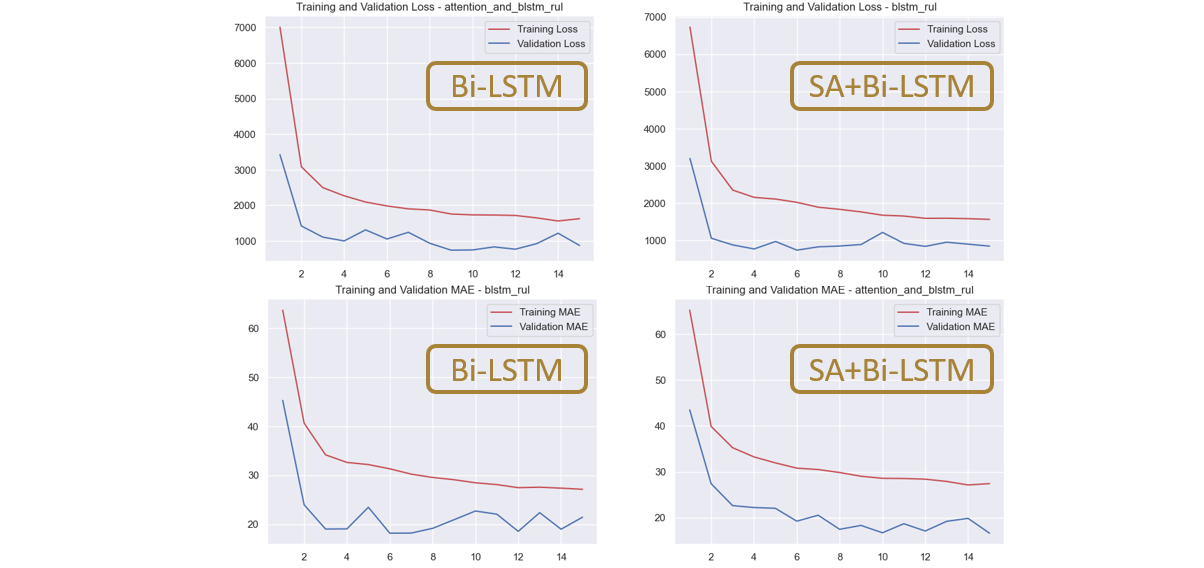 Training and Validation Loss - attention_and_blstm_rul
Training Loss
Validation Loss
Bi-LSTM
7000
6000
5000
4000
3000
2000
1000
2 4 6 8 10 12 14
Training and Validation Loss - blstm_rul
Training Loss
Validation Loss
SA+Bi-LSTM
7000
6000
5000
4000
3000
2000
1000
2 4 6 8 10 12 14
Training and Validation MAE - blstm_rul
Training MAE
Validation MAE
Bi-LSTM
60
50
40
30
20
2 4 6 8 10 12 14
Training and Validation MAE - attention_and_blstm_rul
Training MAE
Validation MAE
SA+Bi-LSTM
60
50
40
30
20
2 4 6 8 10 12 14